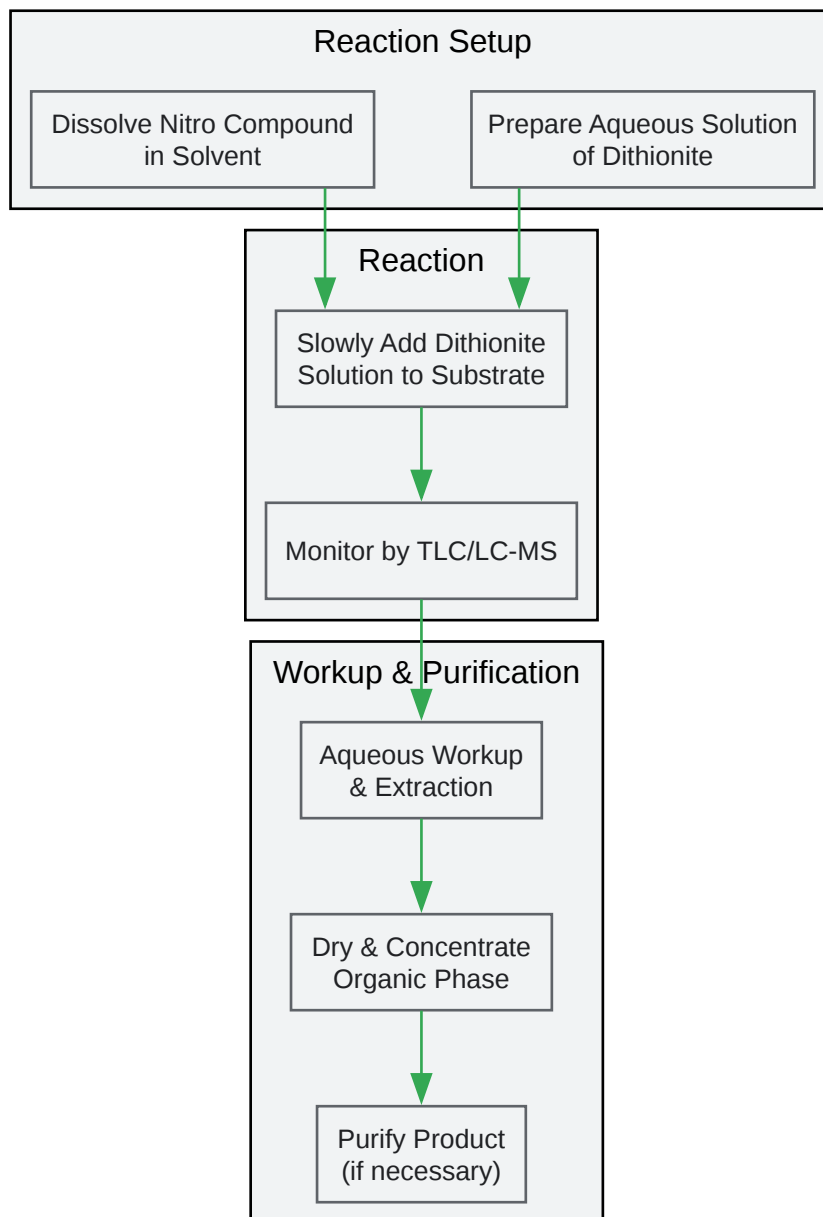 Reaction Setup
Dissolve Nitro Compound
in Solvent
Prepare Aqueous Solution
of Dithionite
Reaction
Slowly Add Dithionite
Solution to Substrate
Monitor by TLC/LC-MS
Workup & Purification
Aqueous Workup
& Extraction
Dry & Concentrate
Organic Phase
Purify Product
(if necessary)